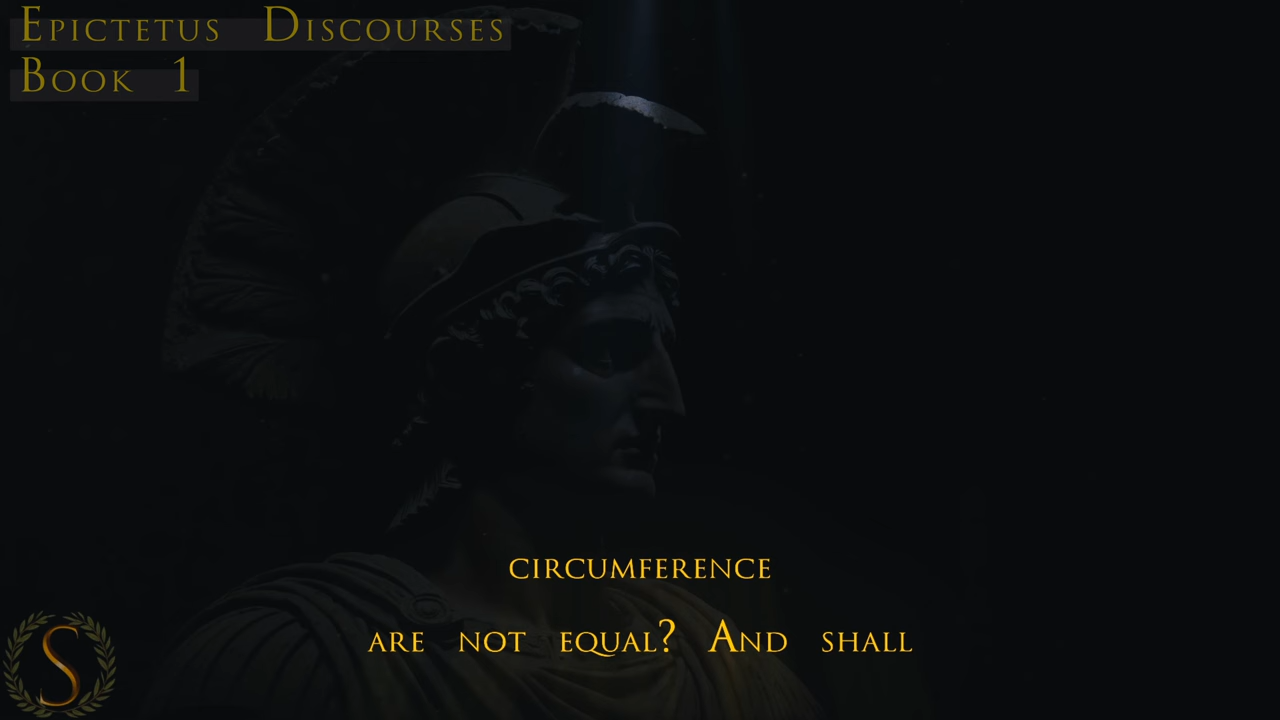 Epictetus Discourses
Book 1
circumference
are not equal? And shall
S